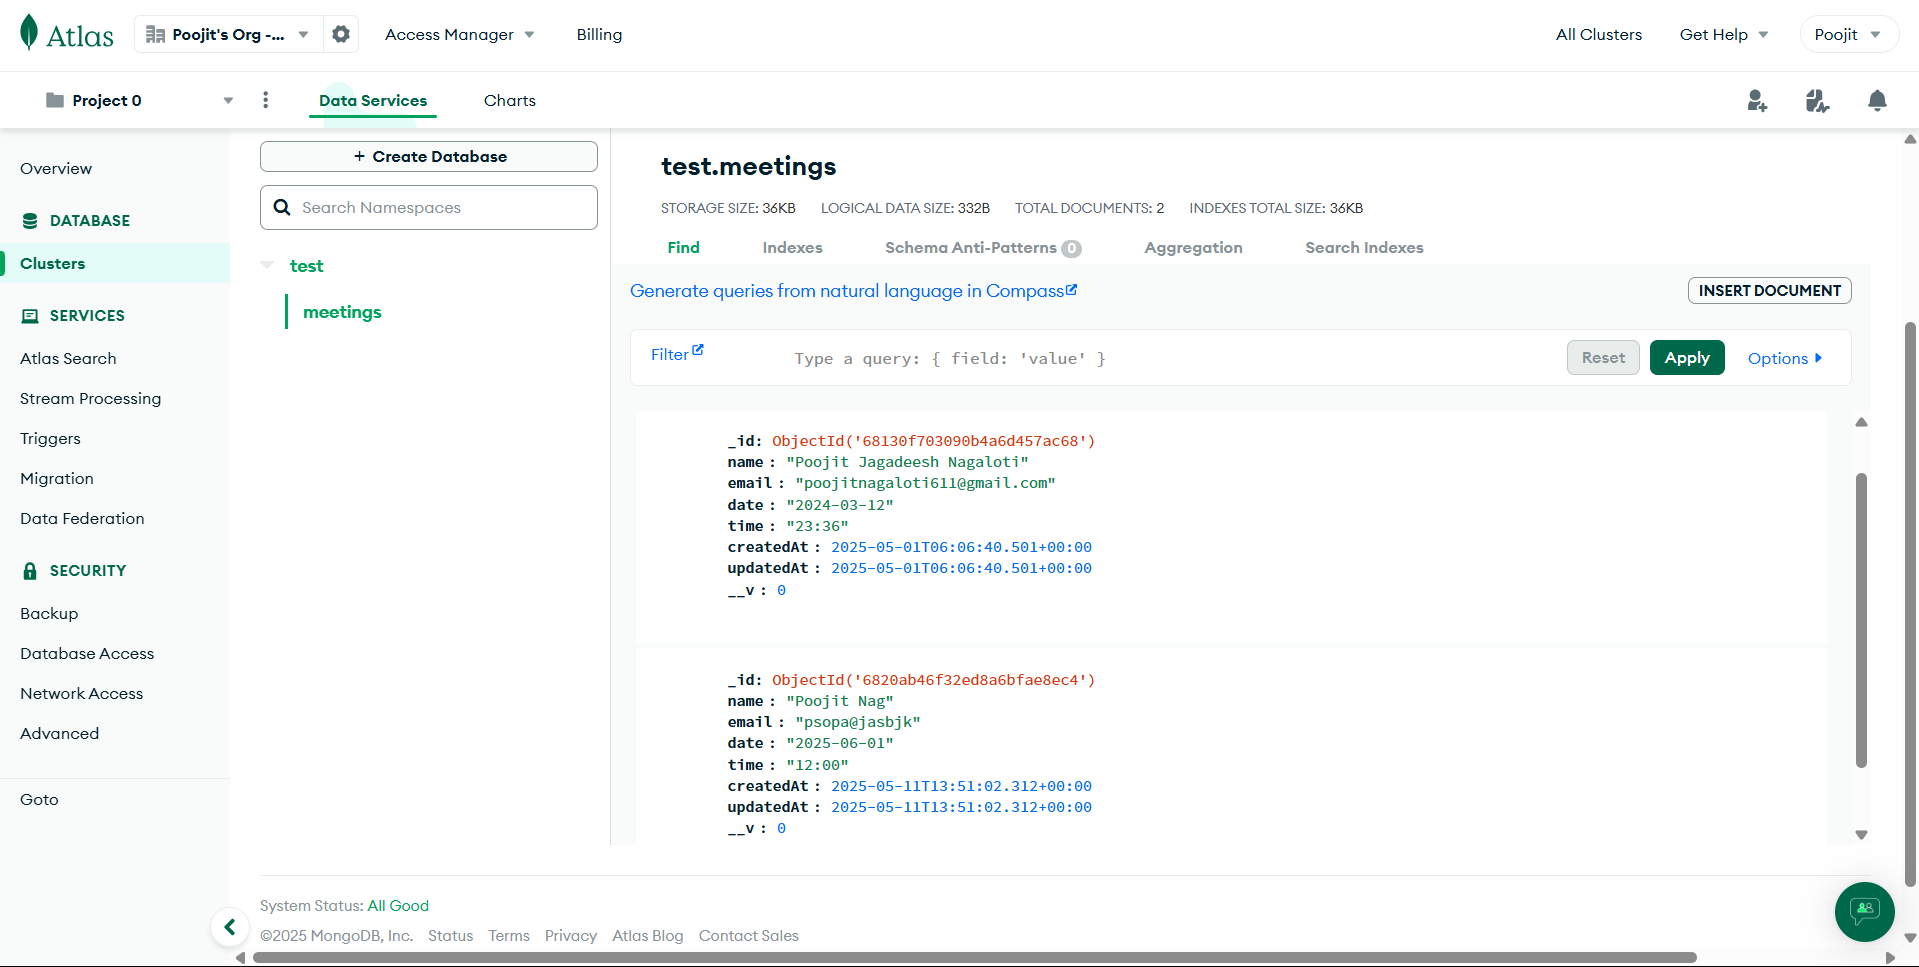 Atlas
Poojit's Org -...
Access Manager
Billing
All Clusters
Get Help
Poojit
Project 0
Data Services
Charts
Overview
DATABASE
Clusters
SERVICES
Atlas Search
Stream Processing
Triggers
Migration
Data Federation
SECURITY
Backup
Database Access
Network Access
Advanced
Goto
+ Create Database
Search Namespaces
test
meetings
test.meetings
STORAGE SIZE: 36KB LOGICAL DATA SIZE: 332B TOTAL DOCUMENTS: 2 INDEXES TOTAL SIZE: 36KB
Find Indexes Schema Anti-Patterns 0 Aggregation Search Indexes
Generate queries from natural language in Compass
INSERT DOCUMENT
Filter
Type a query: { field: 'value' }
Reset
Apply
Options
_id: ObjectId('68130f703090b4a6d457ac68')
name : "Poojit Jagadeesh Nagaloti"
email : "poojitnagaloti611@gmail.com"
date : "2024-03-12"
time : "23:36"
createdAt : 2025-05-01T06:06:40.501+00:00
updatedAt : 2025-05-01T06:06:40.501+00:00
__v : 0
_id: ObjectId('6820ab46f32ed8a6bfae8ec4')
name : "Poojit Nag"
email : "psopa@jasbjk"
date : "2025-06-01"
time : "12:00"
createdAt : 2025-05-11T13:51:02.312+00:00
updatedAt : 2025-05-11T13:51:02.312+00:00
__v : 0
System Status: All Good
©2025 MongoDB, Inc. Status Terms Privacy Atlas Blog Contact Sales